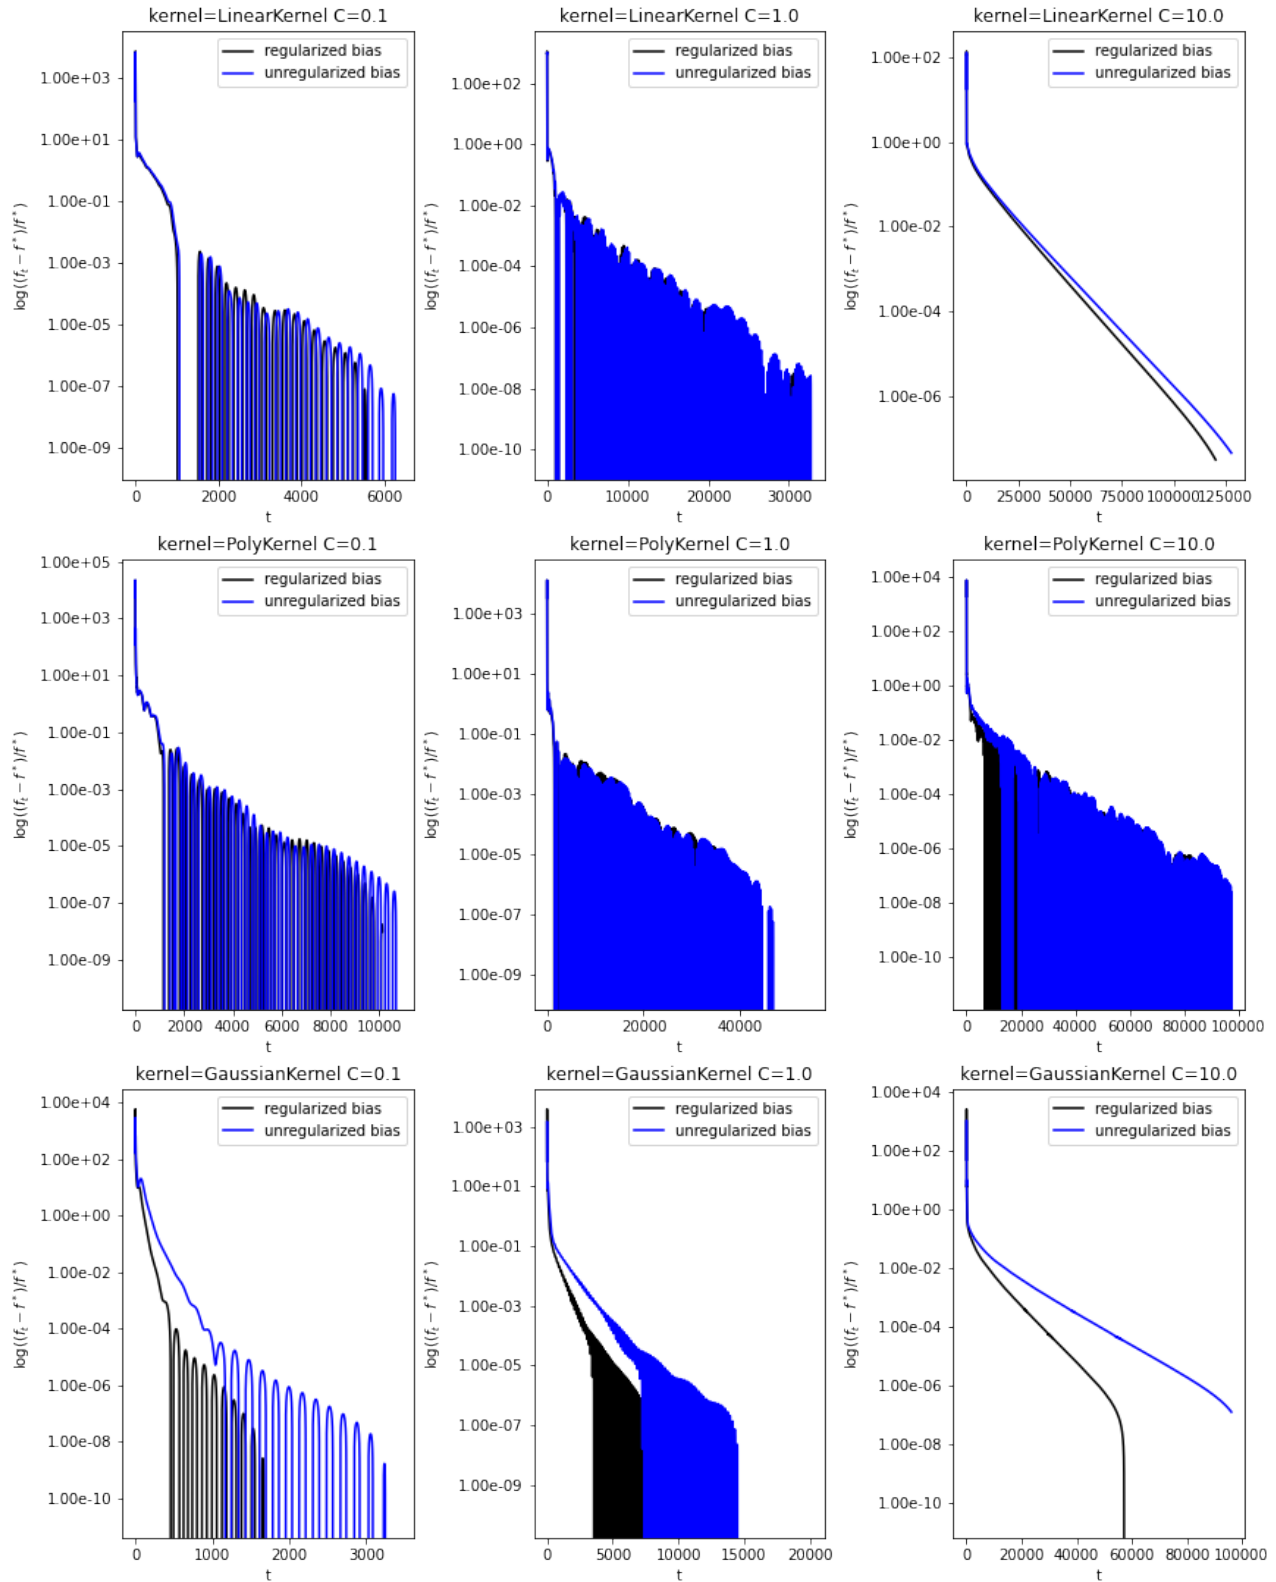 kernel=LinearKernel C=0.1
regularized bias
unregularized bias
1.00e+03
1.00e+01
1.00e-01
1.00e-03
1.00e-05
1.00e-07
1.00e-09
log((f_t − f*)/f*)
0 2000 4000 6000
t
kernel=LinearKernel C=1.0
regularized bias
unregularized bias
1.00e+02
1.00e+00
1.00e-02
1.00e-04
1.00e-06
1.00e-08
1.00e-10
log((f_t − f*)/f*)
0 10000 20000 30000
t
kernel=LinearKernel C=10.0
regularized bias
unregularized bias
1.00e+02
1.00e+00
1.00e-02
1.00e-04
1.00e-06
log((f_t − f*)/f*)
0 25000 50000 75000 100000 125000
t
kernel=PolyKernel C=0.1
regularized bias
unregularized bias
1.00e+05
1.00e+03
1.00e+01
1.00e-01
1.00e-03
1.00e-05
1.00e-07
1.00e-09
log((f_t − f*)/f*)
0 2000 4000 6000 8000 10000
t
kernel=PolyKernel C=1.0
regularized bias
unregularized bias
1.00e+03
1.00e+01
1.00e-01
1.00e-03
1.00e-05
1.00e-07
1.00e-09
log((f_t − f*)/f*)
0 20000 40000
t
kernel=PolyKernel C=10.0
regularized bias
unregularized bias
1.00e+04
1.00e+02
1.00e+00
1.00e-02
1.00e-04
1.00e-06
1.00e-08
1.00e-10
log((f_t − f*)/f*)
0 20000 40000 60000 80000 100000
t
kernel=GaussianKernel C=0.1
regularized bias
unregularized bias
1.00e+04
1.00e+02
1.00e+00
1.00e-02
1.00e-04
1.00e-06
1.00e-08
1.00e-10
log((f_t − f*)/f*)
0 1000 2000 3000
t
kernel=GaussianKernel C=1.0
regularized bias
unregularized bias
1.00e+03
1.00e+01
1.00e-01
1.00e-03
1.00e-05
1.00e-07
1.00e-09
log((f_t − f*)/f*)
0 5000 10000 15000 20000
t
kernel=GaussianKernel C=10.0
regularized bias
unregularized bias
1.00e+04
1.00e+02
1.00e+00
1.00e-02
1.00e-04
1.00e-06
1.00e-08
1.00e-10
log((f_t − f*)/f*)
0 20000 40000 60000 80000 100000
t